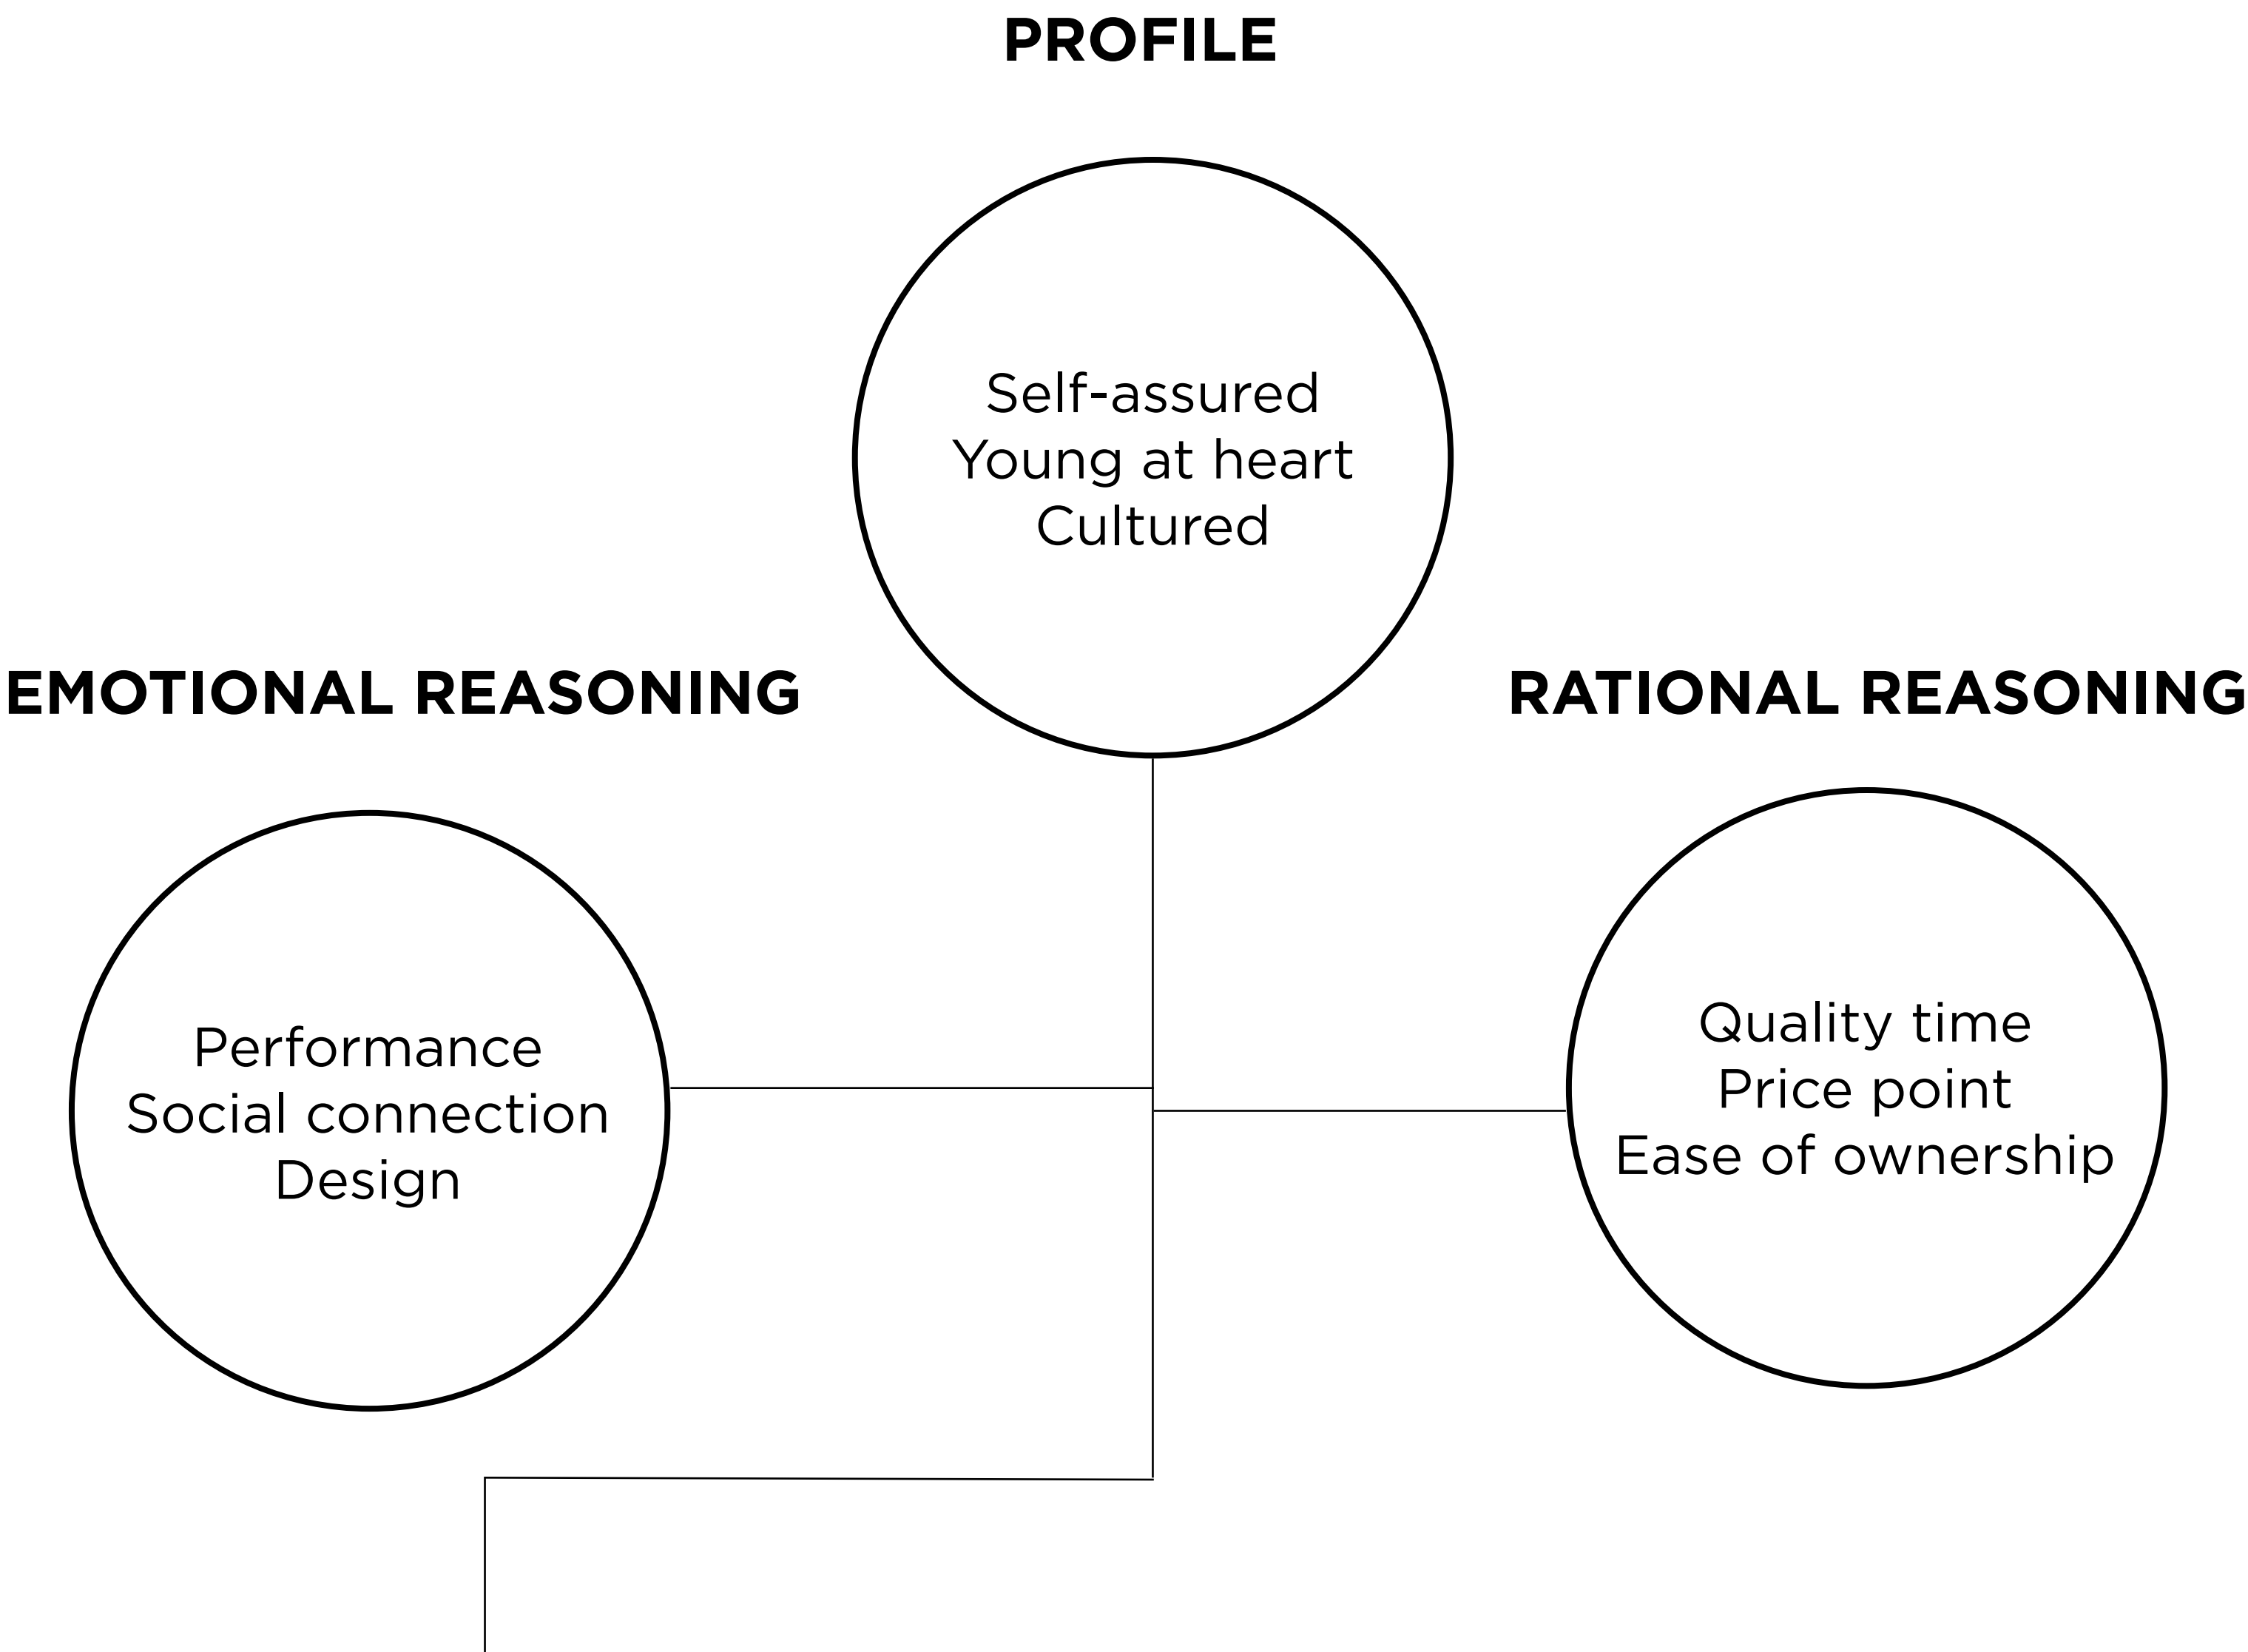 PROFILE
Self-assured
Young at heart
Cultured
EMOTIONAL REASONING
Performance
Social connection
Design
RATIONAL REASONING
Quality time
Price point
Ease of ownership